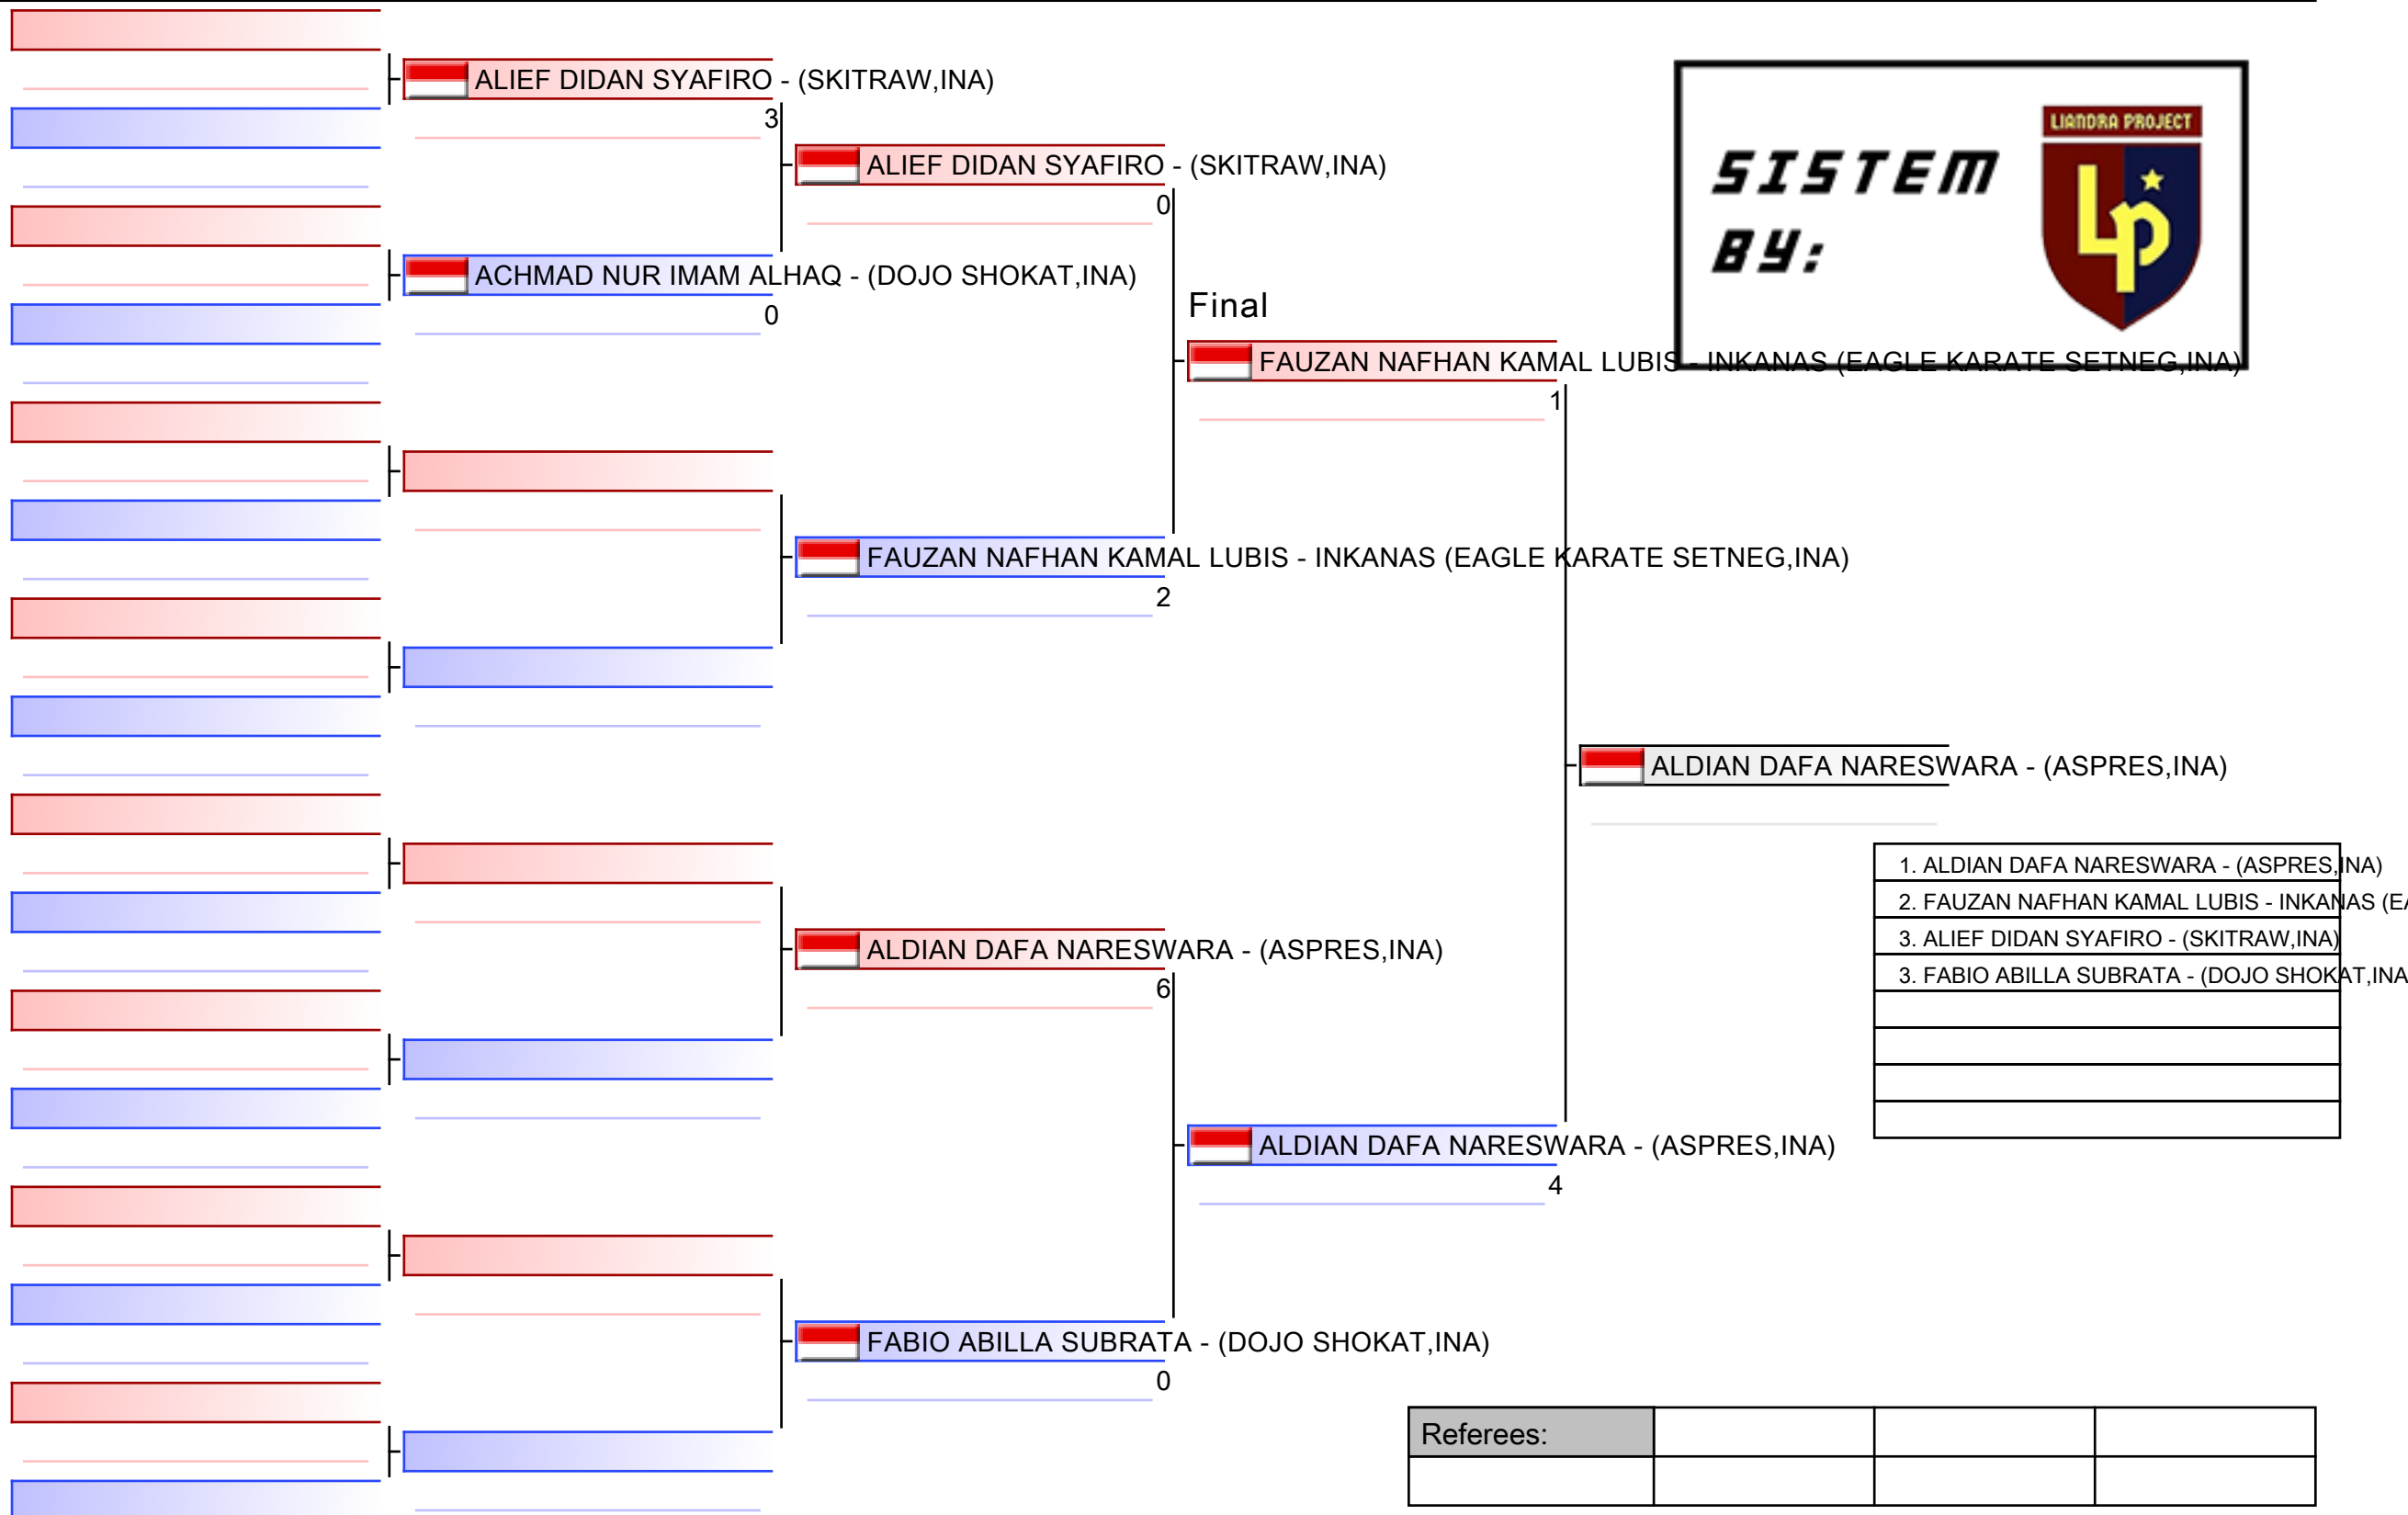 ALIEF DIDAN SYAFIRO - (SKITRAW,INA)
3
ACHMAD NUR IMAM ALHAQ - (DOJO SHOKAT,INA)
0
ALIEF DIDAN SYAFIRO - (SKITRAW,INA)
0
FAUZAN NAFHAN KAMAL LUBIS - INKANAS (EAGLE KARATE SETNEG,INA)
2
ALDIAN DAFA NARESWARA - (ASPRES,INA)
6
FABIO ABILLA SUBRATA - (DOJO SHOKAT,INA)
0
Final
FAUZAN NAFHAN KAMAL LUBIS - INKANAS (EAGLE KARATE SETNEG,INA)
1
ALDIAN DAFA NARESWARA - (ASPRES,INA)
4
SISTEM
BY:
LIANDRA PROJECT
LP
ALDIAN DAFA NARESWARA - (ASPRES,INA)
1. ALDIAN DAFA NARESWARA - (ASPRES,INA)
2. FAUZAN NAFHAN KAMAL LUBIS - INKANAS (EA
3. ALIEF DIDAN SYAFIRO - (SKITRAW,INA)
3. FABIO ABILLA SUBRATA - (DOJO SHOKAT,INA
Referees: